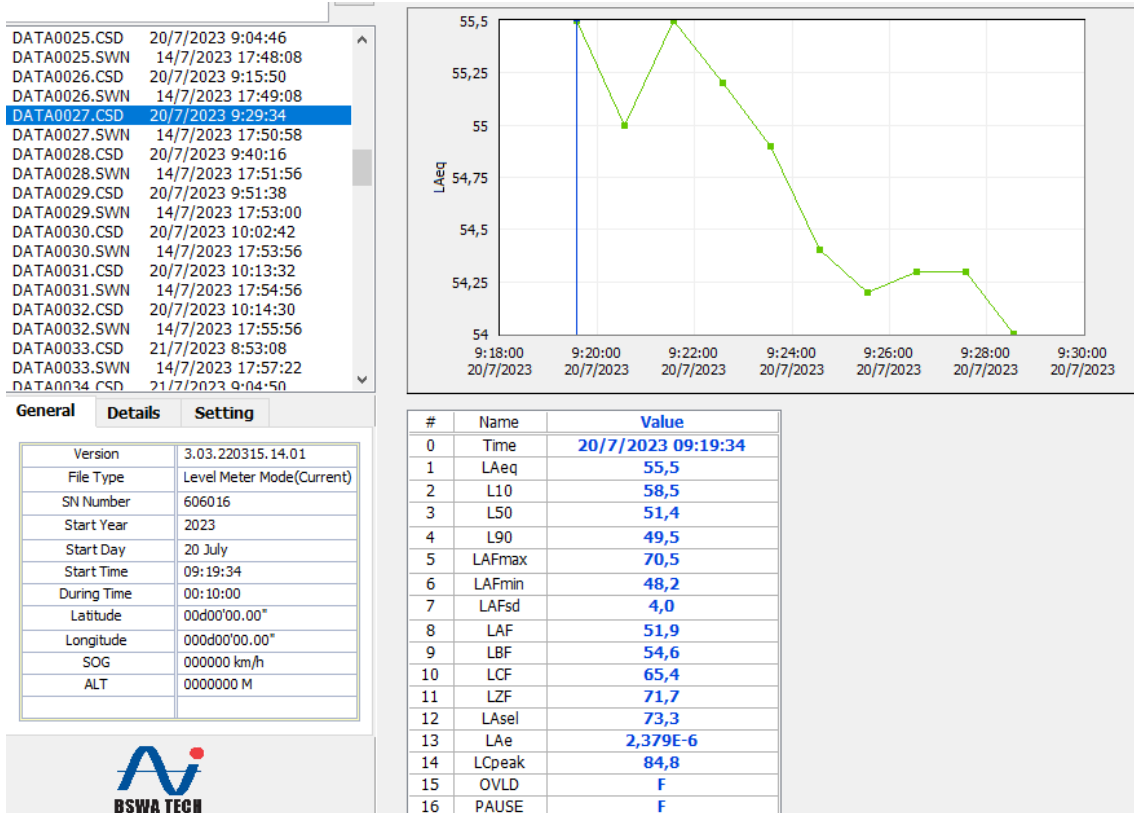 DATA0025.CSD 20/7/2023 9:04:46
DATA0025.SWN 14/7/2023 17:48:08
DATA0026.CSD 20/7/2023 9:15:50
DATA0026.SWN 14/7/2023 17:49:08
DATA0027.CSD 20/7/2023 9:29:34
DATA0027.SWN 14/7/2023 17:50:58
DATA0028.CSD 20/7/2023 9:40:16
DATA0028.SWN 14/7/2023 17:51:56
DATA0029.CSD 20/7/2023 9:51:38
DATA0029.SWN 14/7/2023 17:53:00
DATA0030.CSD 20/7/2023 10:02:42
DATA0030.SWN 14/7/2023 17:53:56
DATA0031.CSD 20/7/2023 10:13:32
DATA0031.SWN 14/7/2023 17:54:56
DATA0032.CSD 20/7/2023 10:14:30
DATA0032.SWN 14/7/2023 17:55:56
DATA0033.CSD 21/7/2023 8:53:08
DATA0033.SWN 14/7/2023 17:57:22
DATA0034.CSD 21/7/2023 9:04:50
General Details Setting
Version 3.03.220315.14.01
File Type Level Meter Mode(Current)
SN Number 606016
Start Year 2023
Start Day 20 July
Start Time 09:19:34
During Time 00:10:00
Latitude 00d00'00.00"
Longitude 000d00'00.00"
SOG 000000 km/h
ALT 0000000 M
BSWA TECH
LAeq
55,5
55,25
55
54,75
54,5
54,25
54
9:18:00 9:20:00 9:22:00 9:24:00 9:26:00 9:28:00 9:30:00
20/7/2023 20/7/2023 20/7/2023 20/7/2023 20/7/2023 20/7/2023 20/7/2023
# Name Value
0 Time 20/7/2023 09:19:34
1 LAeq 55,5
2 L10 58,5
3 L50 51,4
4 L90 49,5
5 LAFmax 70,5
6 LAFmin 48,2
7 LAFsd 4,0
8 LAF 51,9
9 LBF 54,6
10 LCF 65,4
11 LZF 71,7
12 LAsel 73,3
13 LAe 2,379E-6
14 LCpeak 84,8
15 OVLD F
16 PAUSE F